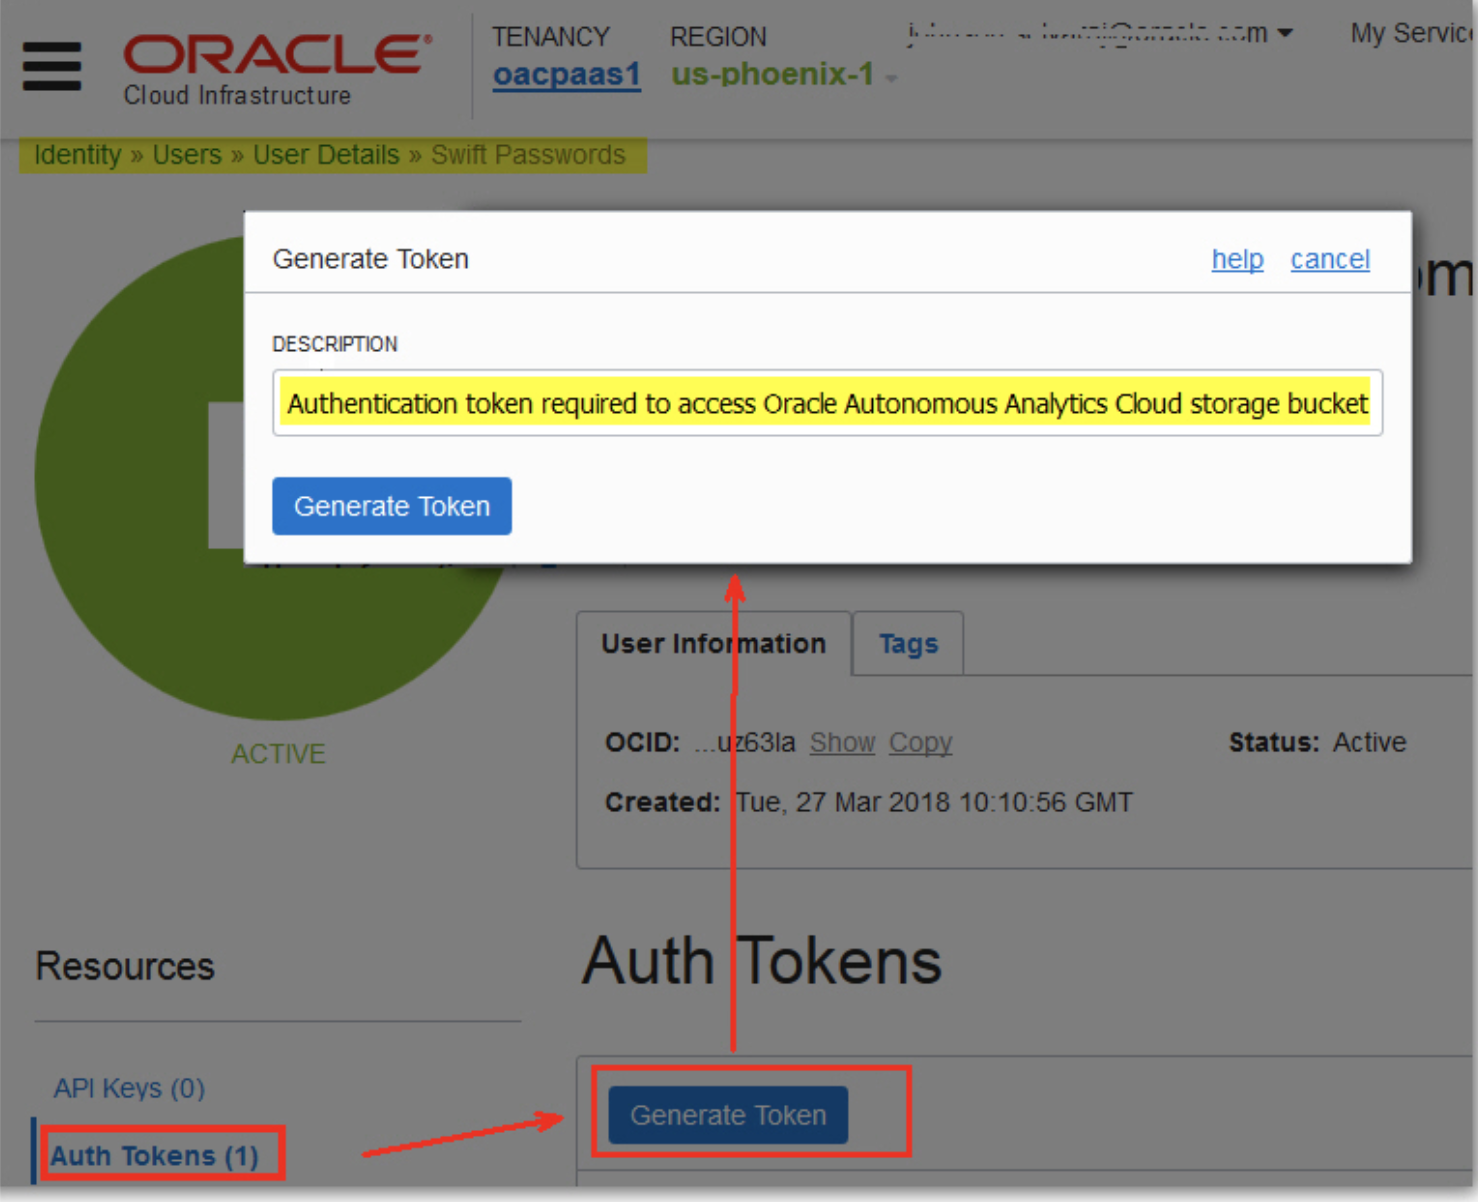 ORACLE®
Cloud Infrastructure
TENANCY
oacpaas1
REGION
us-phoenix-1
My Servic
Identity » Users » User Details » Swift Passwords
Generate Token
help cancel
om
DESCRIPTION
Authentication token required to access Oracle Autonomous Analytics Cloud storage bucket
Generate Token
ACTIVE
User Information Tags
OCID: ...uz63la Show Copy
Status: Active
Created: Tue, 27 Mar 2018 10:10:56 GMT
Resources
API Keys (0)
Auth Tokens (1)
Auth Tokens
Generate Token